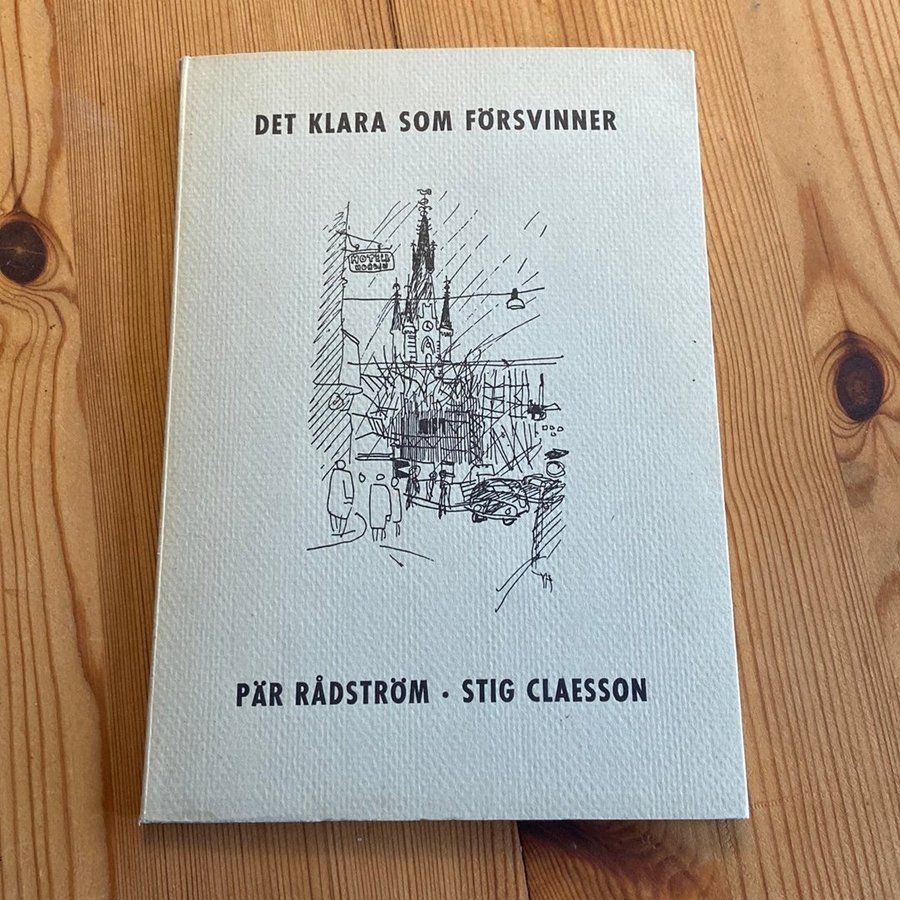 DET KLARA SOM FÖRSVINNER
HOTELL
PÄR RÅDSTRÖM · STIG CLAESSON